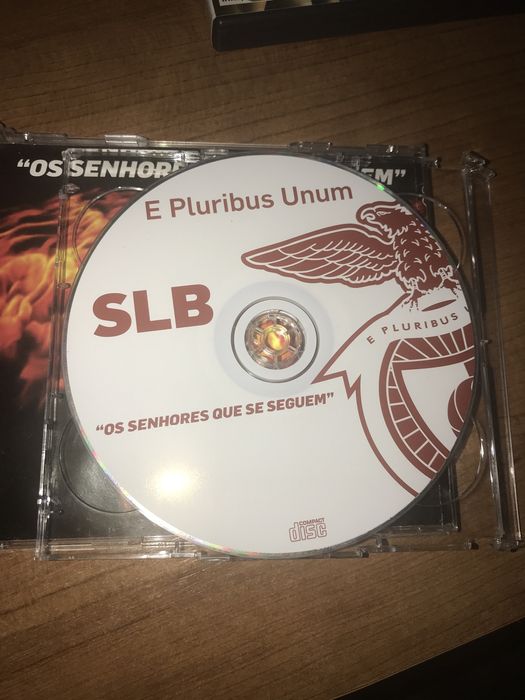 “OS SENHOR EM”
E Pluribus Unum
SLB
E PLURIBUS
“OS SENHORES QUE SE SEGUEM”
COMPACT
disc